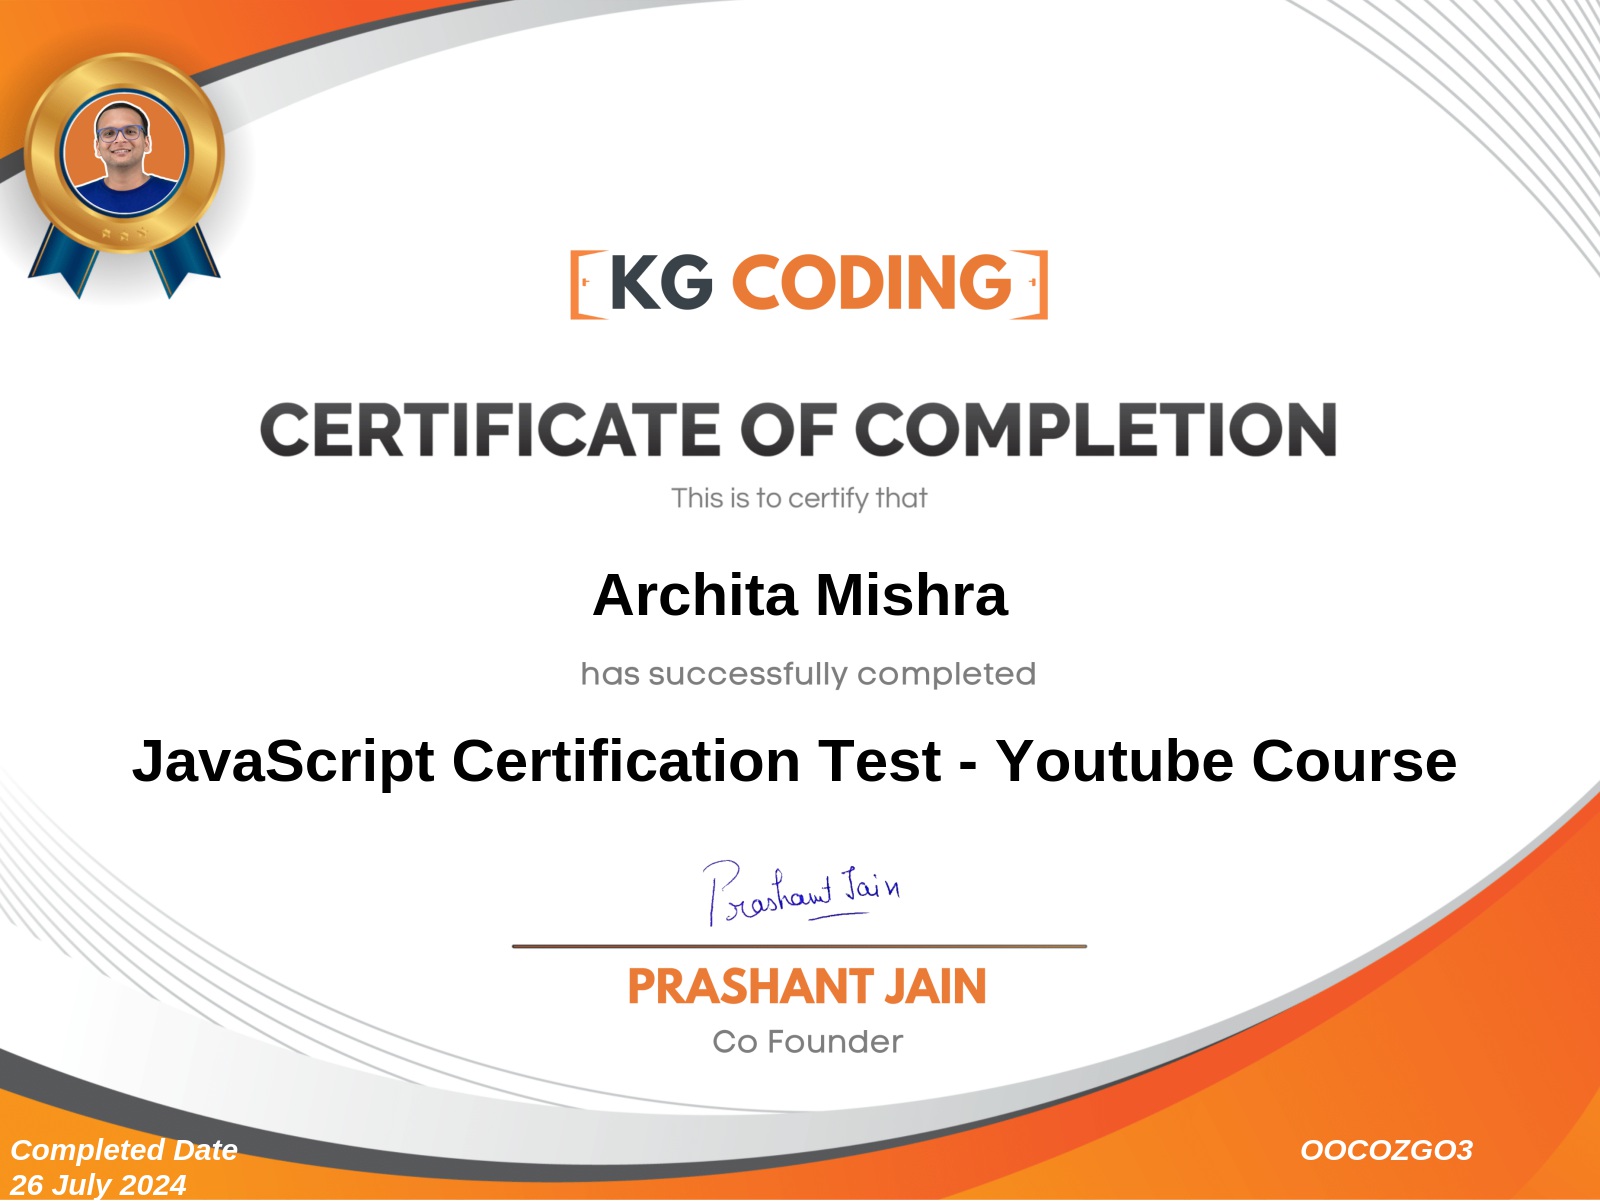 KG CODING
CERTIFICATE OF COMPLETION
This is to certify that
Archita Mishra
has successfully completed
JavaScript Certification Test - Youtube Course
Prashant Jain
PRASHANT JAIN
Co Founder
Completed Date
26 July 2024
OOCOZGO3